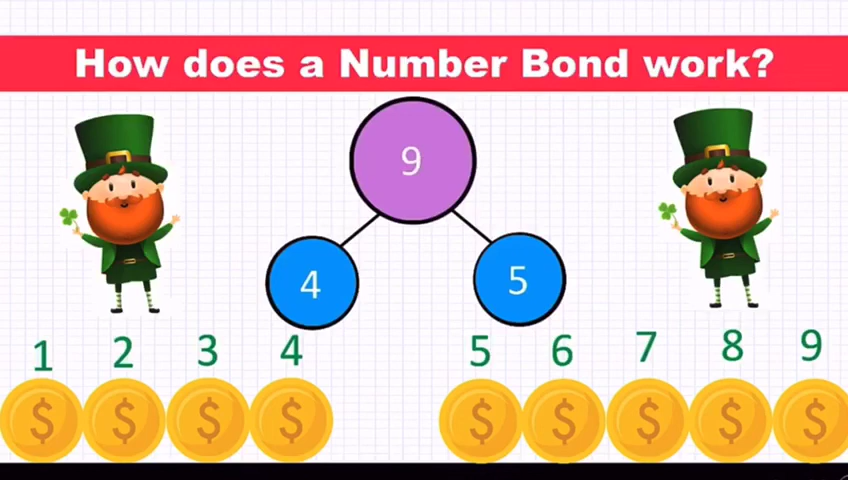 How does a Number Bond work?
9
4 5
1 2 3 4 5 6 7 8 9
$ $ $ $ $ $ $ $ $